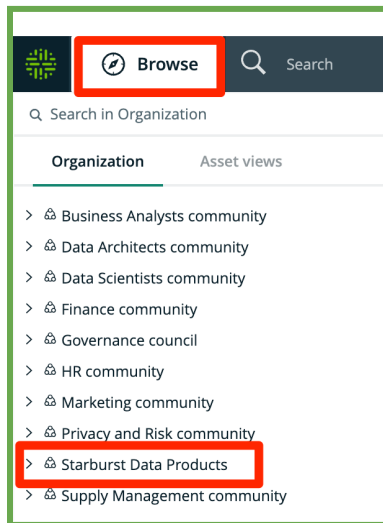 Browse Search
Search in Organization
Organization Asset views
Business Analysts community
Data Architects community
Data Scientists community
Finance community
Governance council
HR community
Marketing community
Privacy and Risk community
Starburst Data Products
Supply Management community